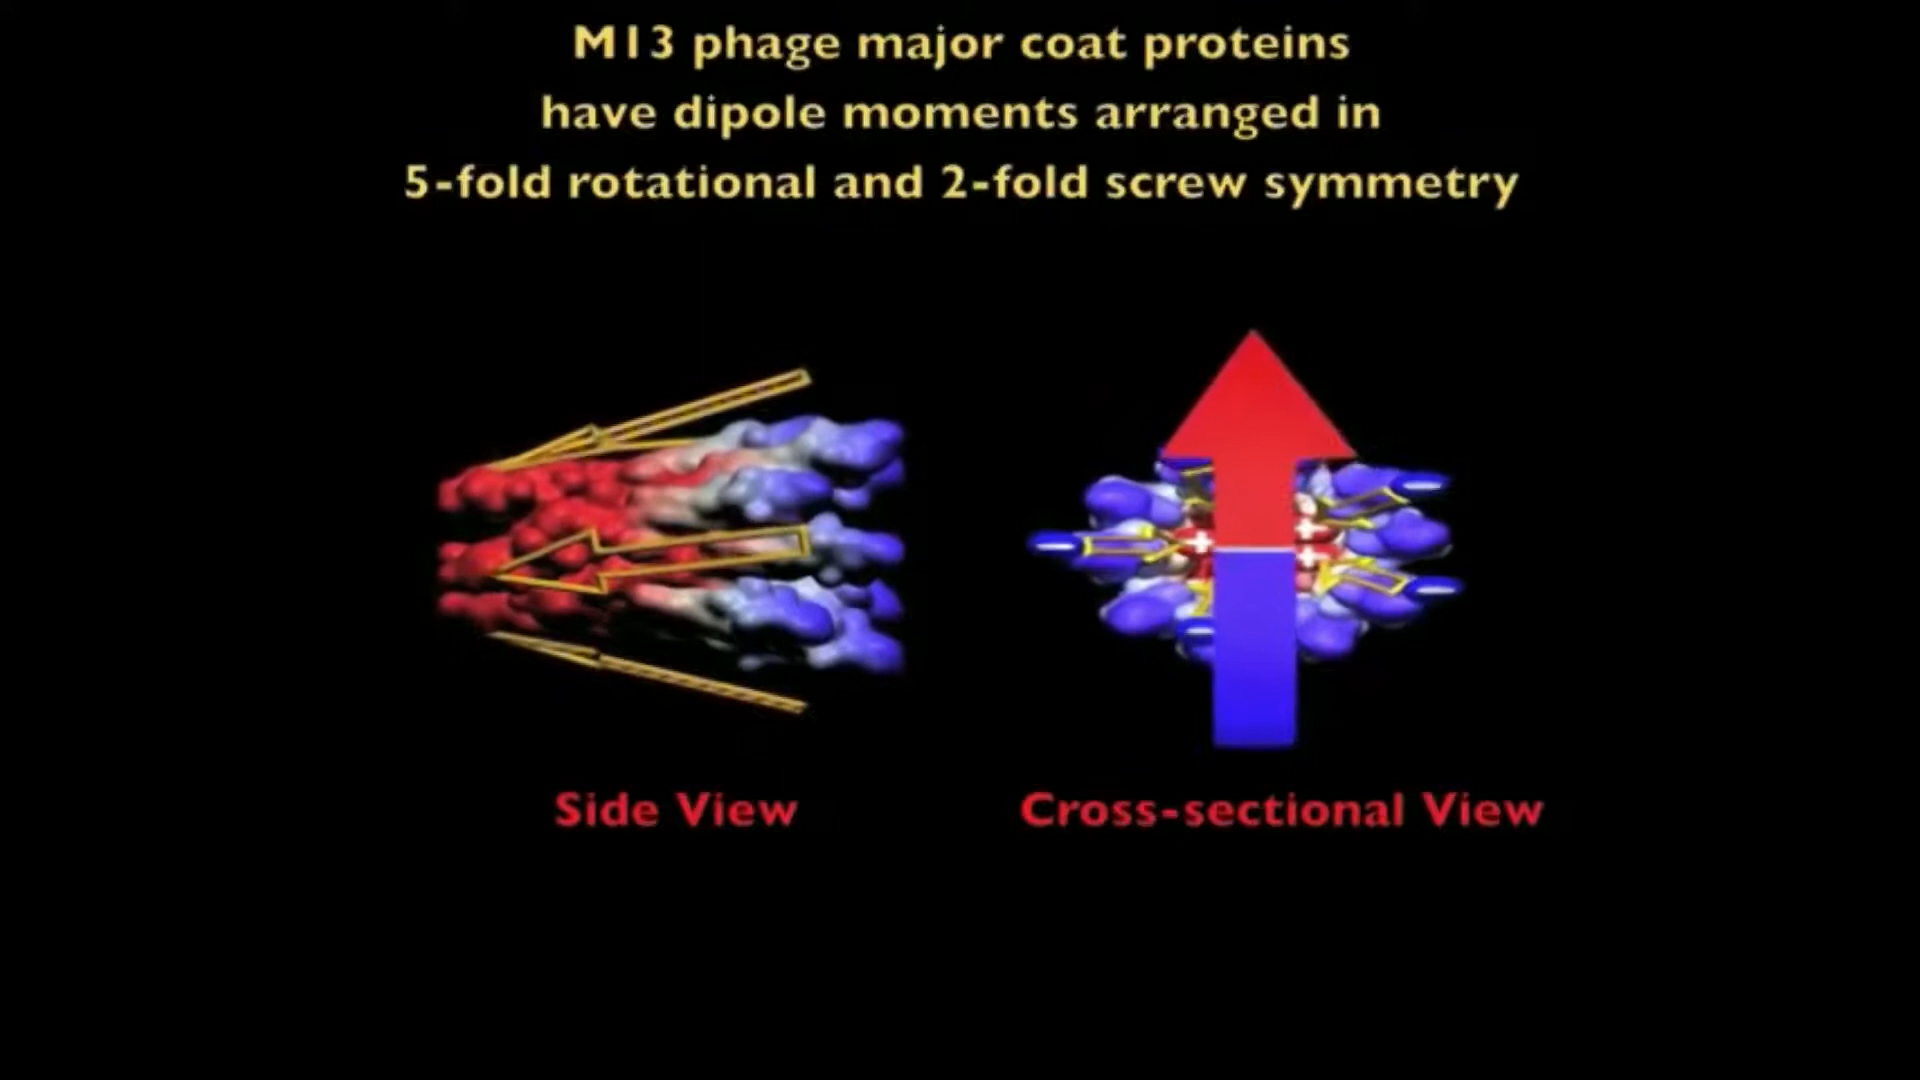 M13 phage major coat proteins
have dipole moments arranged in
5-fold rotational and 2-fold screw symmetry
Side View
Cross-sectional View